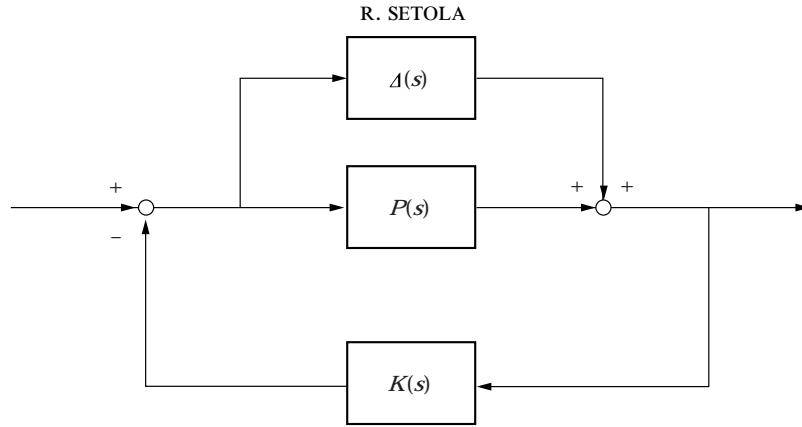 R. SETOLA
Δ(s)
+
+ +
P(s)
−
K(s)